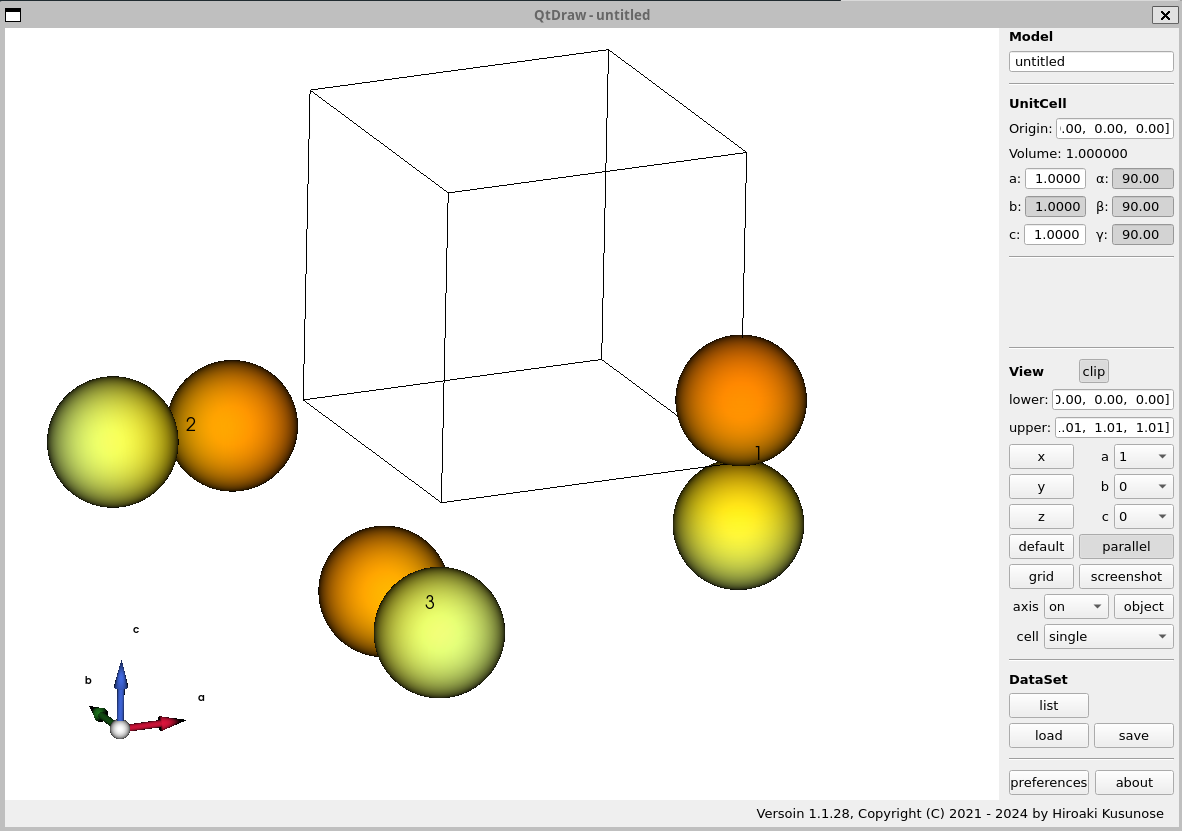 QtDraw - untitled
Model
untitled
UnitCell
Origin: .00, 0.00, 0.00]
Volume: 1.000000
a: 1.0000 α: 90.00
b: 1.0000 β: 90.00
c: 1.0000 γ: 90.00
View clip
lower: 0.00, 0.00, 0.00]
upper: ..01, 1.01, 1.01]
x a 1
y b 0
z c 0
default parallel
grid screenshot
axis on object
cell single
DataSet
list
load save
preferences about
1
2
3
c
b
a
Versoin 1.1.28, Copyright (C) 2021 - 2024 by Hiroaki Kusunose